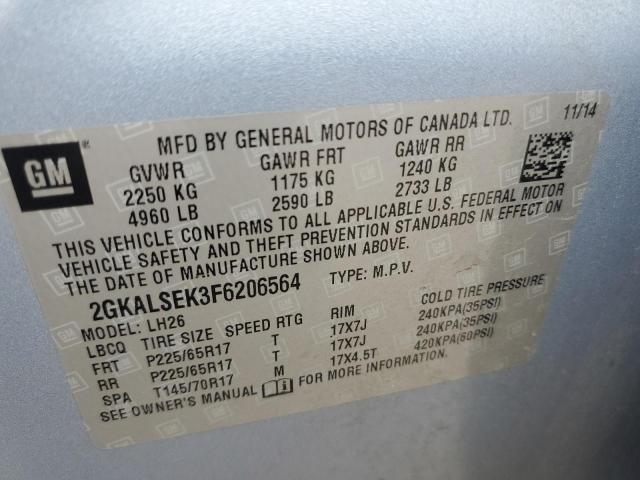 11/14
GM
MFD BY GENERAL MOTORS OF CANADA LTD.
GVWR GAWR FRT GAWR RR
2250 KG 1175 KG 1240 KG
4960 LB 2590 LB 2733 LB
THIS VEHICLE CONFORMS TO ALL APPLICABLE U.S. FEDERAL MOTOR
VEHICLE SAFETY AND THEFT PREVENTION STANDARDS IN EFFECT ON
THE DATE OF MANUFACTURE SHOWN ABOVE.
2GKALSEK3F6206564 TYPE: M.P.V.
MODEL: LH26
LBCQ TIRE SIZE SPEED RTG RIM COLD TIRE PRESSURE
FRT P225/65R17 T 17X7J 240KPA(35PSI)
RR P225/65R17 T 17X7J 240KPA(35PSI)
SPA T145/70R17 M 17X4.5T 420KPA(60PSI)
SEE OWNER'S MANUAL FOR MORE INFORMATION.